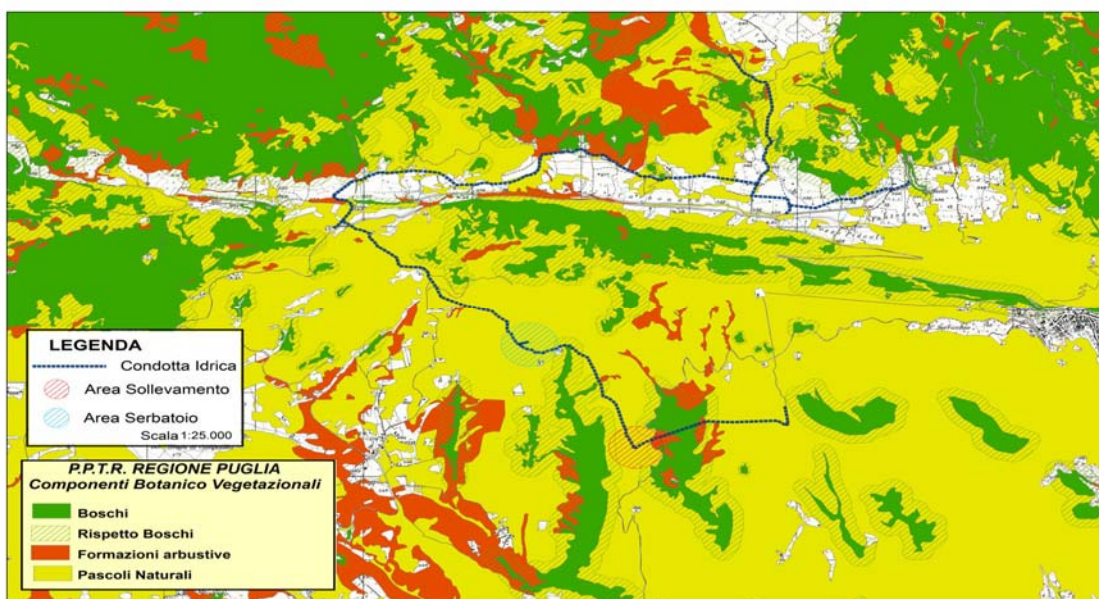 LEGENDA
Condotta Idrica
Area Sollevamento
Area Serbatoio
Scala 1:25.000
P.P.T.R. REGIONE PUGLIA
Componenti Botanico Vegetazionali
Boschi
Rispetto Boschi
Formazioni arbustive
Pascoli Naturali